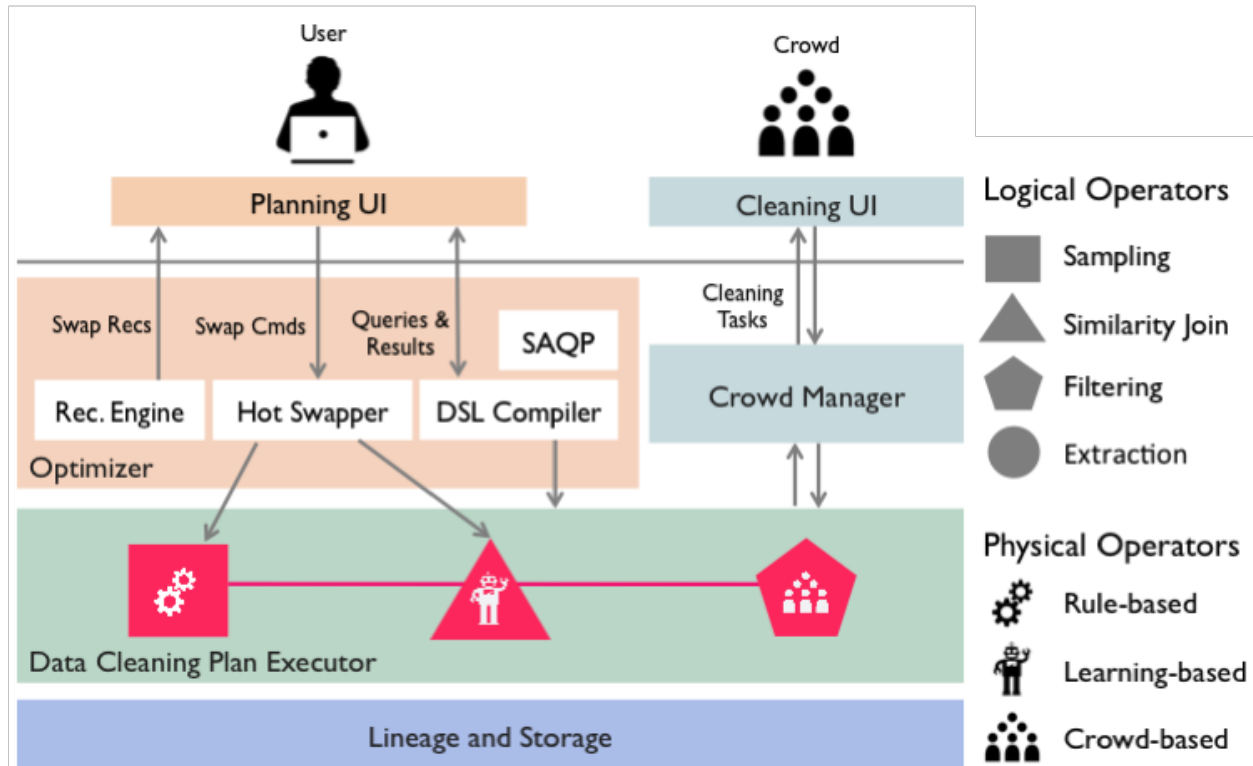 User
Crowd
Planning UI
Cleaning UI
Logical Operators
Sampling
Similarity Join
Filtering
Extraction
Swap Recs
Swap Cmds
Queries &
Results
SAQP
Cleaning
Tasks
Rec. Engine
Hot Swapper
DSL Compiler
Crowd Manager
Optimizer
Data Cleaning Plan Executor
Lineage and Storage
Physical Operators
Rule-based
Learning-based
Crowd-based